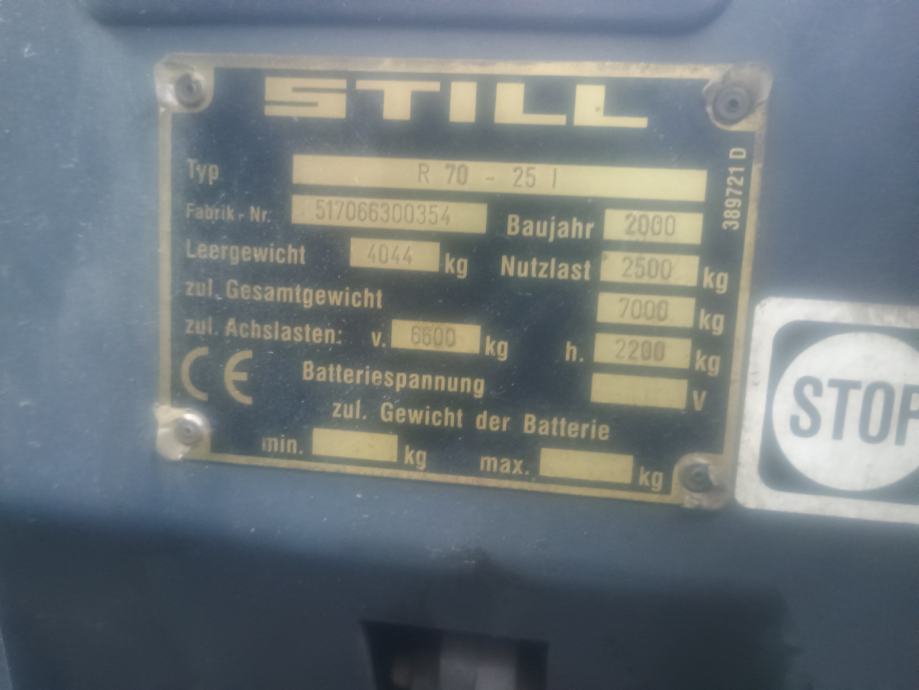 STILL
Typ R 70 - 25 I
Fabrik.- Nr. 517066300354 Baujahr 2000
Leergewicht 4044 kg Nutzlast 2500 kg
zul. Gesamtgewicht 7000 kg
zul. Achslasten: v. 6600 kg h. 2200 kg
CE Batteriespannung V
zul. Gewicht der Batterie
min. kg max. kg
389721 D
STOP